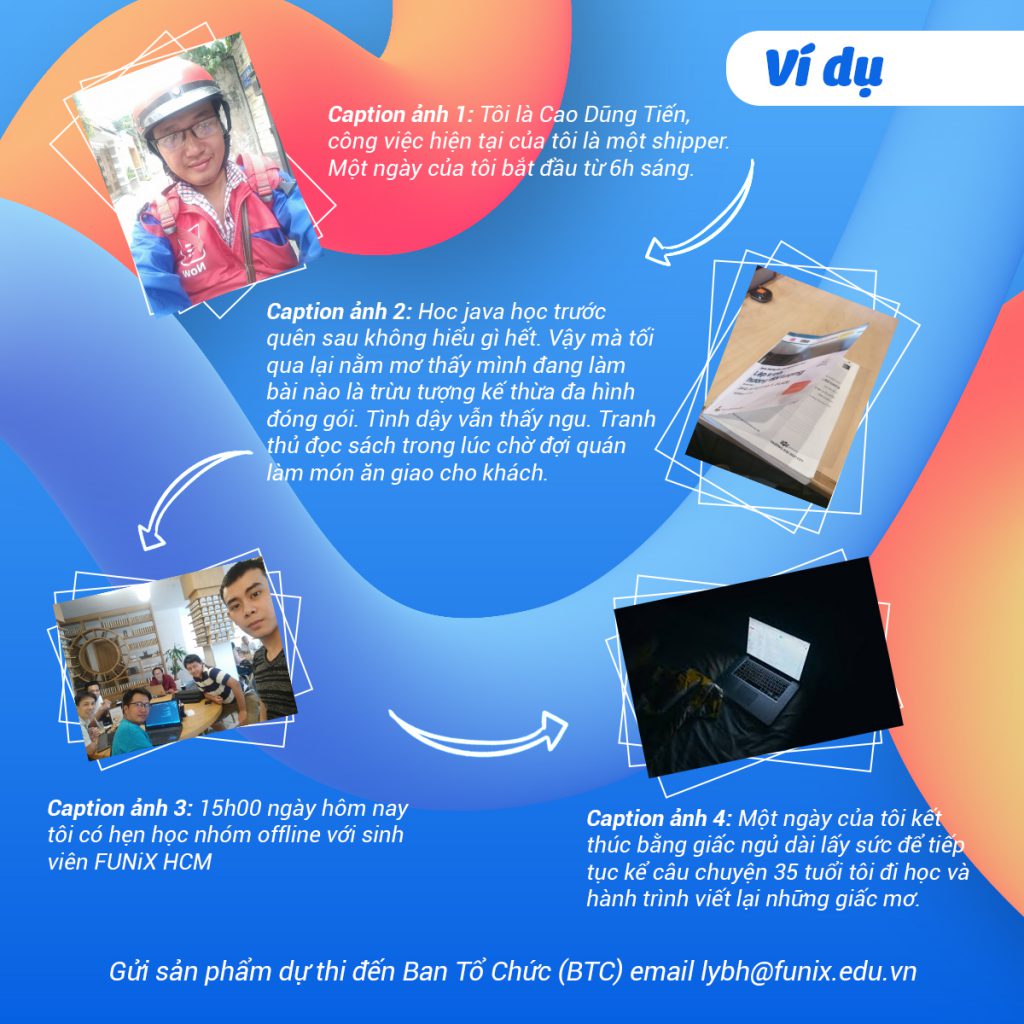 Ví dụ
Caption ảnh 1: Tôi là Cao Dũng Tiến,
công việc hiện tại của tôi là một shipper.
Một ngày của tôi bắt đầu từ 6h sáng.
NOW
Caption ảnh 2: Hoc java học trước
quên sau không hiểu gì hết. Vậy mà tối
qua lại nằm mơ thấy mình đang làm
bài nào là trừu tượng kế thừa đa hình
đóng gói. Tình dậy vẫn thấy ngu. Tranh
thủ đọc sách trong lúc chờ đợi quán
làm món ăn giao cho khách.
Caption ảnh 3: 15h00 ngày hôm nay
tôi có hẹn học nhóm offline với sinh
viên FUNiX HCM
Caption ảnh 4: Một ngày của tôi kết
thúc bằng giấc ngủ dài lấy sức để tiếp
tục kể câu chuyện 35 tuổi tôi đi học và
hành trình viết lại những giấc mơ.
Gửi sản phẩm dự thi đến Ban Tổ Chức (BTC) email lybh@funix.edu.vn